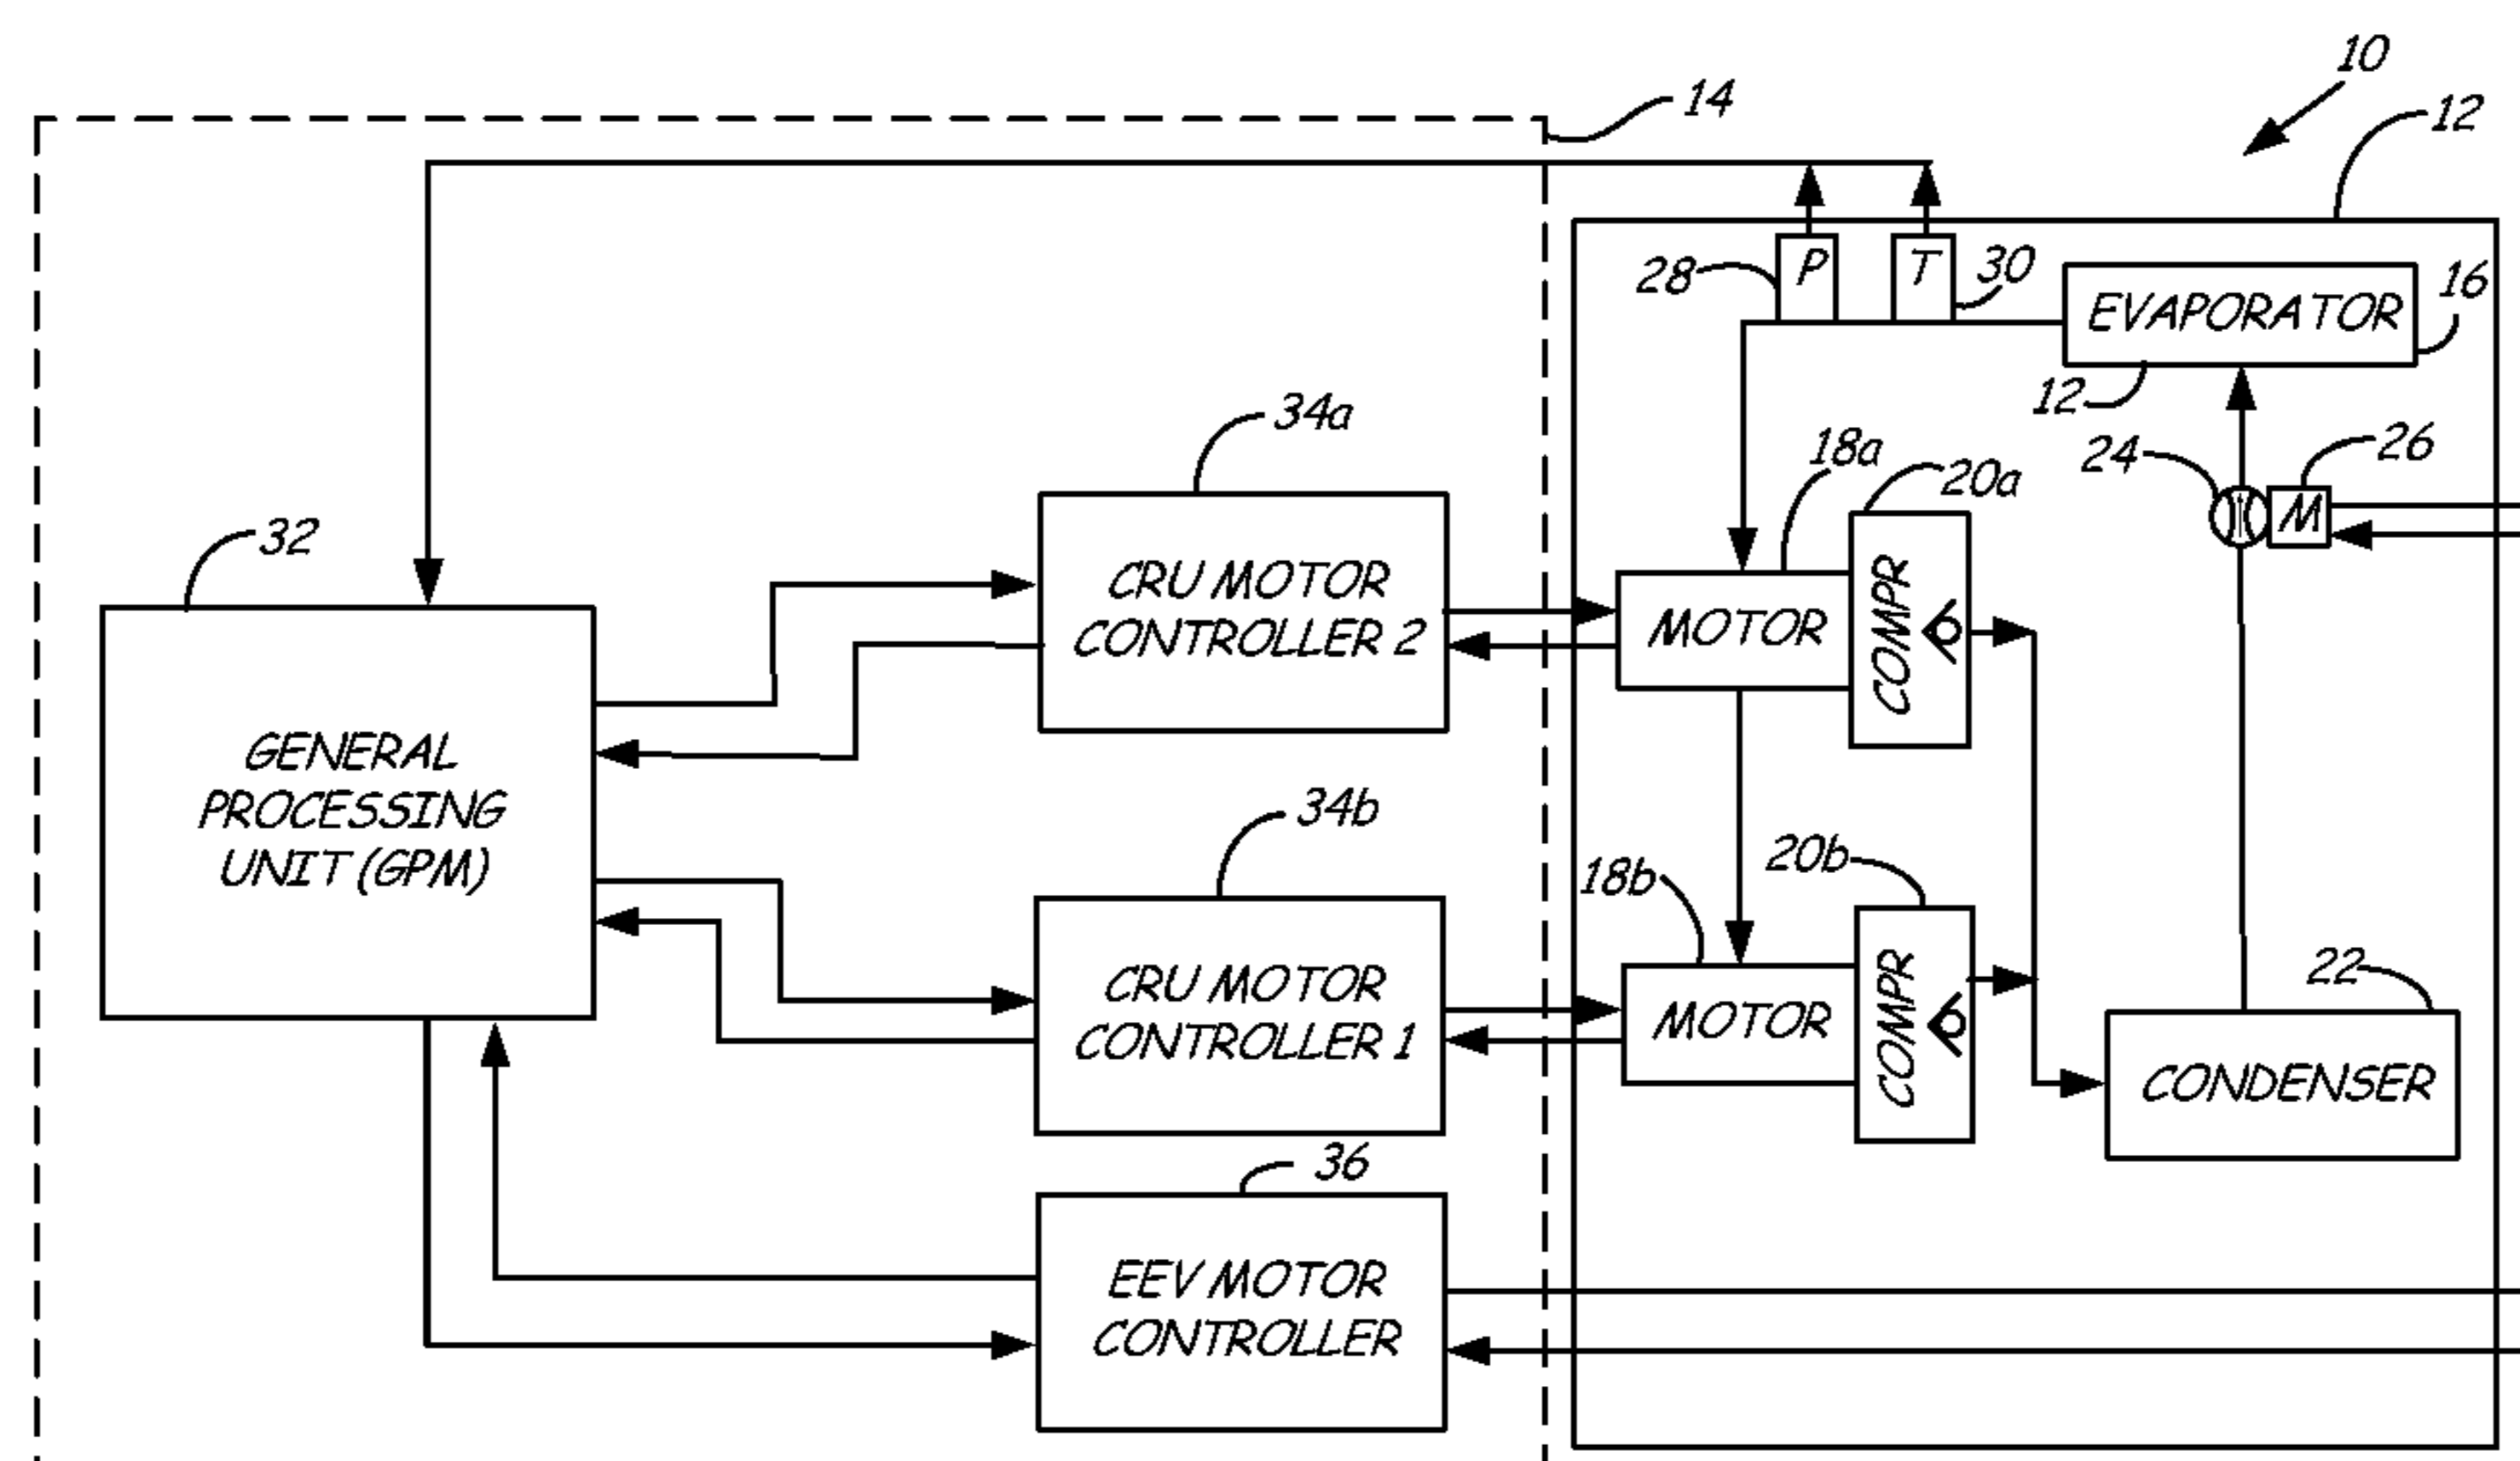 10
14
12
P
T
28
30
EVAPORATOR
16
12
34a
18a
20a
24
26
M
32
CRU MOTOR
CONTROLLER 2
MOTOR
COMPR
GENERAL
PROCESSING
UNIT (GPM)
34b
18b
20b
CRU MOTOR
CONTROLLER 1
MOTOR
COMPR
22
CONDENSER
36
EEV MOTOR
CONTROLLER